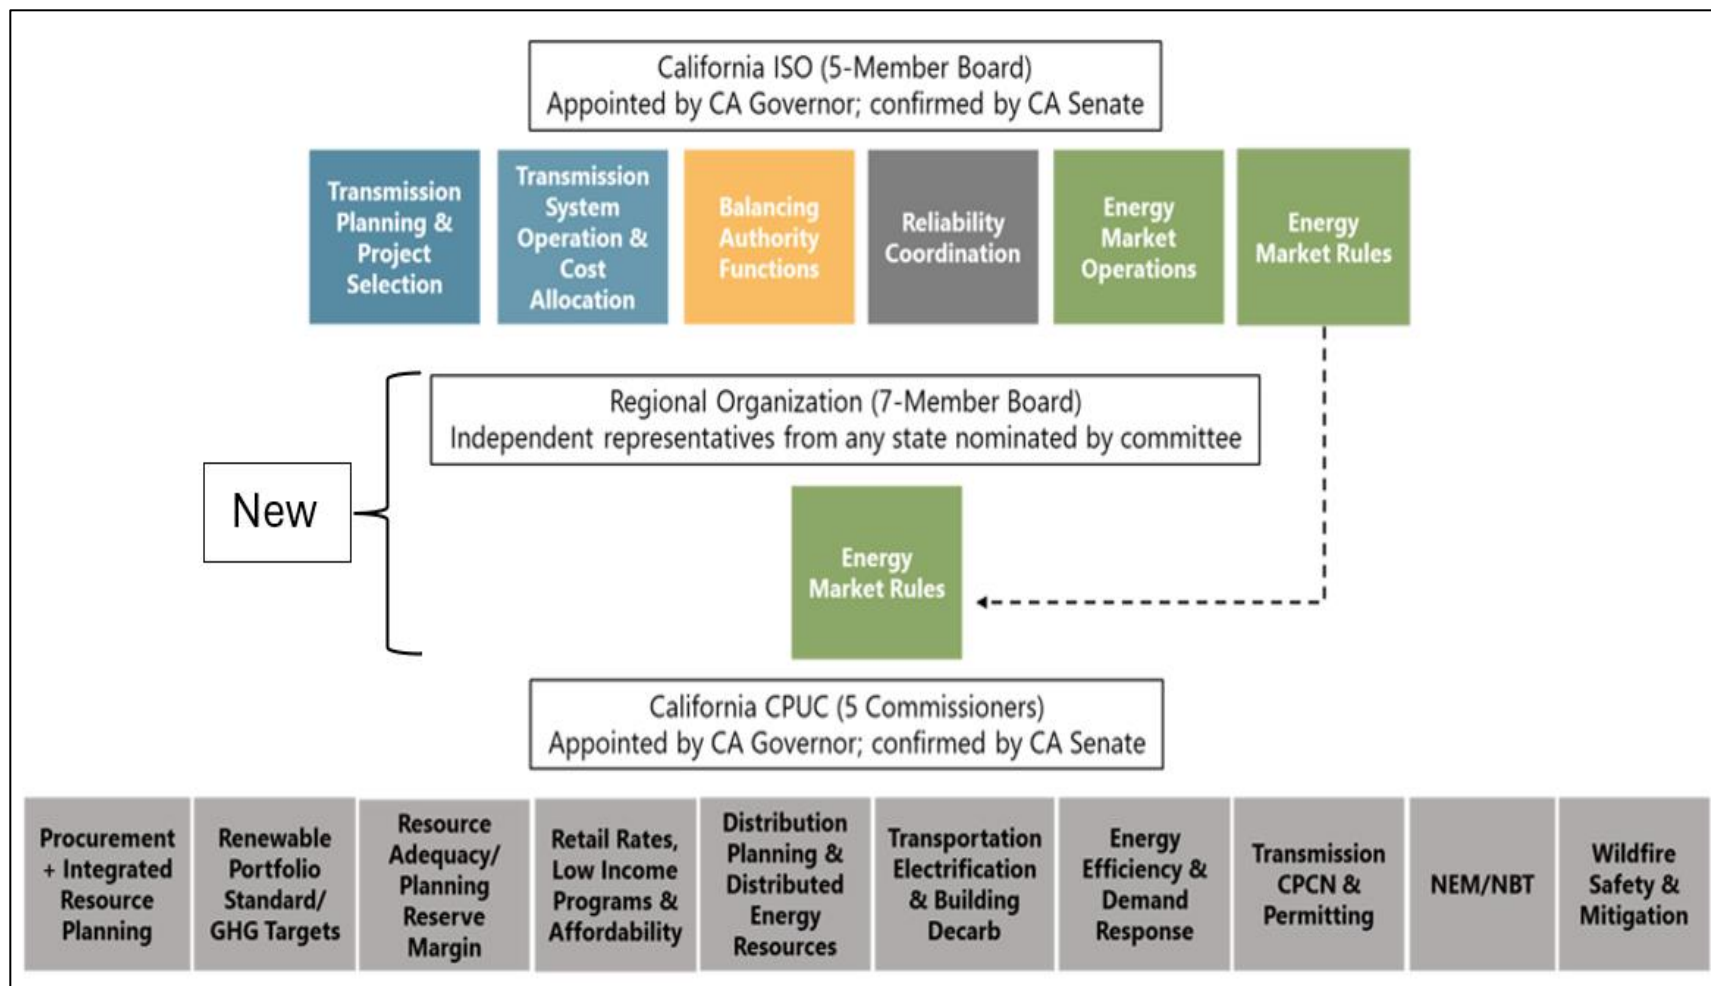 California ISO (5-Member Board)
Appointed by CA Governor; confirmed by CA Senate
Transmission
Planning &
Project
Selection
Transmission
System
Operation &
Cost
Allocation
Balancing
Authority
Functions
Reliability
Coordination
Energy
Market
Operations
Energy
Market Rules
Regional Organization (7-Member Board)
Independent representatives from any state nominated by committee
New
Energy
Market Rules
California CPUC (5 Commissioners)
Appointed by CA Governor; confirmed by CA Senate
Procurement
+ Integrated
Resource
Planning
Renewable
Portfolio
Standard/
GHG Targets
Resource
Adequacy/
Planning
Reserve
Margin
Retail Rates,
Low Income
Programs &
Affordability
Distribution
Planning &
Distributed
Energy
Resources
Transportation
Electrification
& Building
Decarb
Energy
Efficiency &
Demand
Response
Transmission
CPCN &
Permitting
NEM/NBT
Wildfire
Safety &
Mitigation